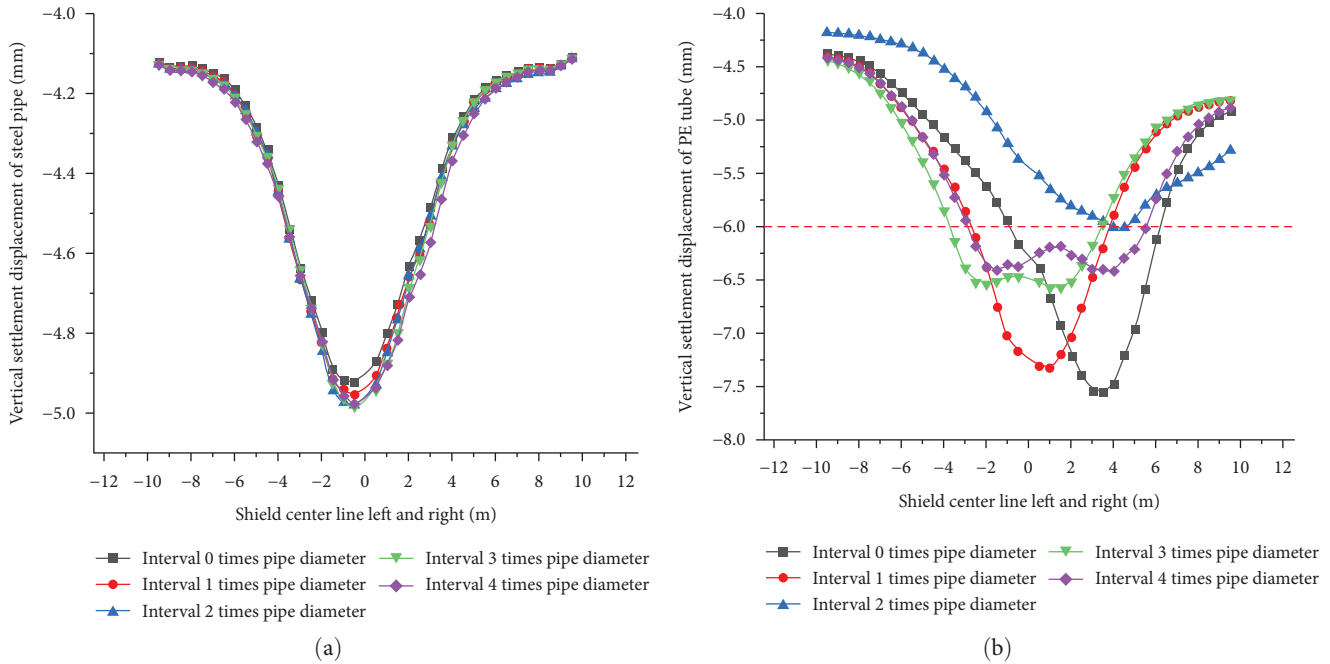 −4.0
−4.2
−4.4
−4.6
−4.8
−5.0
Vertical settlement displacement of steel pipe (mm)
−12 −10 −8 −6 −4 −2 0 2 4 6 8 10 12
Shield center line left and right (m)
Interval 0 times pipe diameter
Interval 1 times pipe diameter
Interval 2 times pipe diameter
Interval 3 times pipe diameter
Interval 4 times pipe diameter
(a)
−4.0
−4.5
−5.0
−5.5
−6.0
−6.5
−7.0
−7.5
−8.0
Vertical settlement displacement of PE tube (mm)
−12 −10 −8 −6 −4 −2 0 2 4 6 8 10 12
Shield center line left and right (m)
Interval 0 times pipe diameter
Interval 1 times pipe diameter
Interval 2 times pipe diameter
Interval 3 times pipe diameter
Interval 4 times pipe diameter
(b)